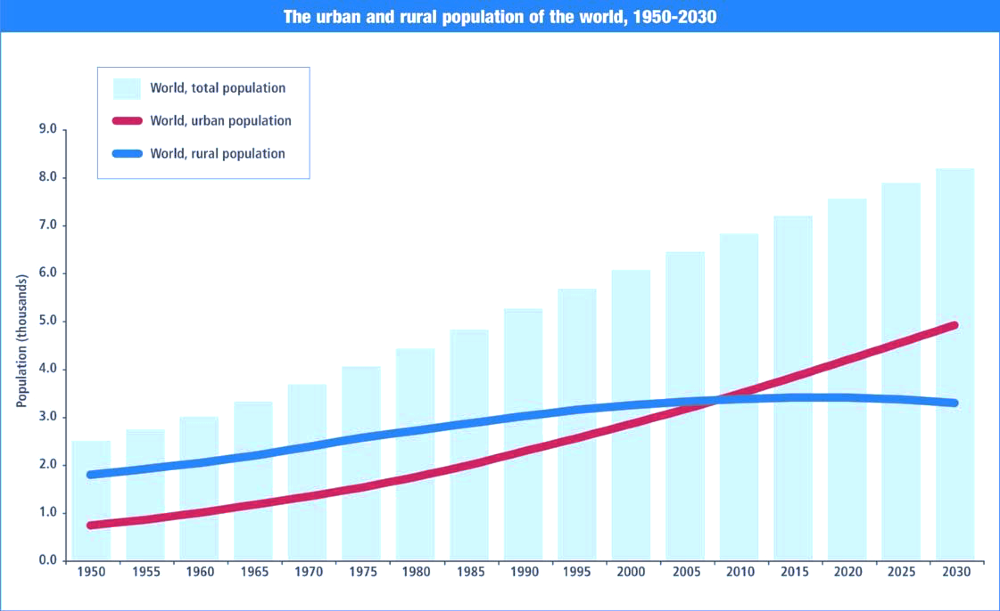 The urban and rural population of the world, 1950-2030
World, total population
World, urban population
World, rural population
Population (thousands)
9.0
8.0
7.0
6.0
5.0
4.0
3.0
2.0
1.0
0.0
1950 1955 1960 1965 1970 1975 1980 1985 1990 1995 2000 2005 2010 2015 2020 2025 2030